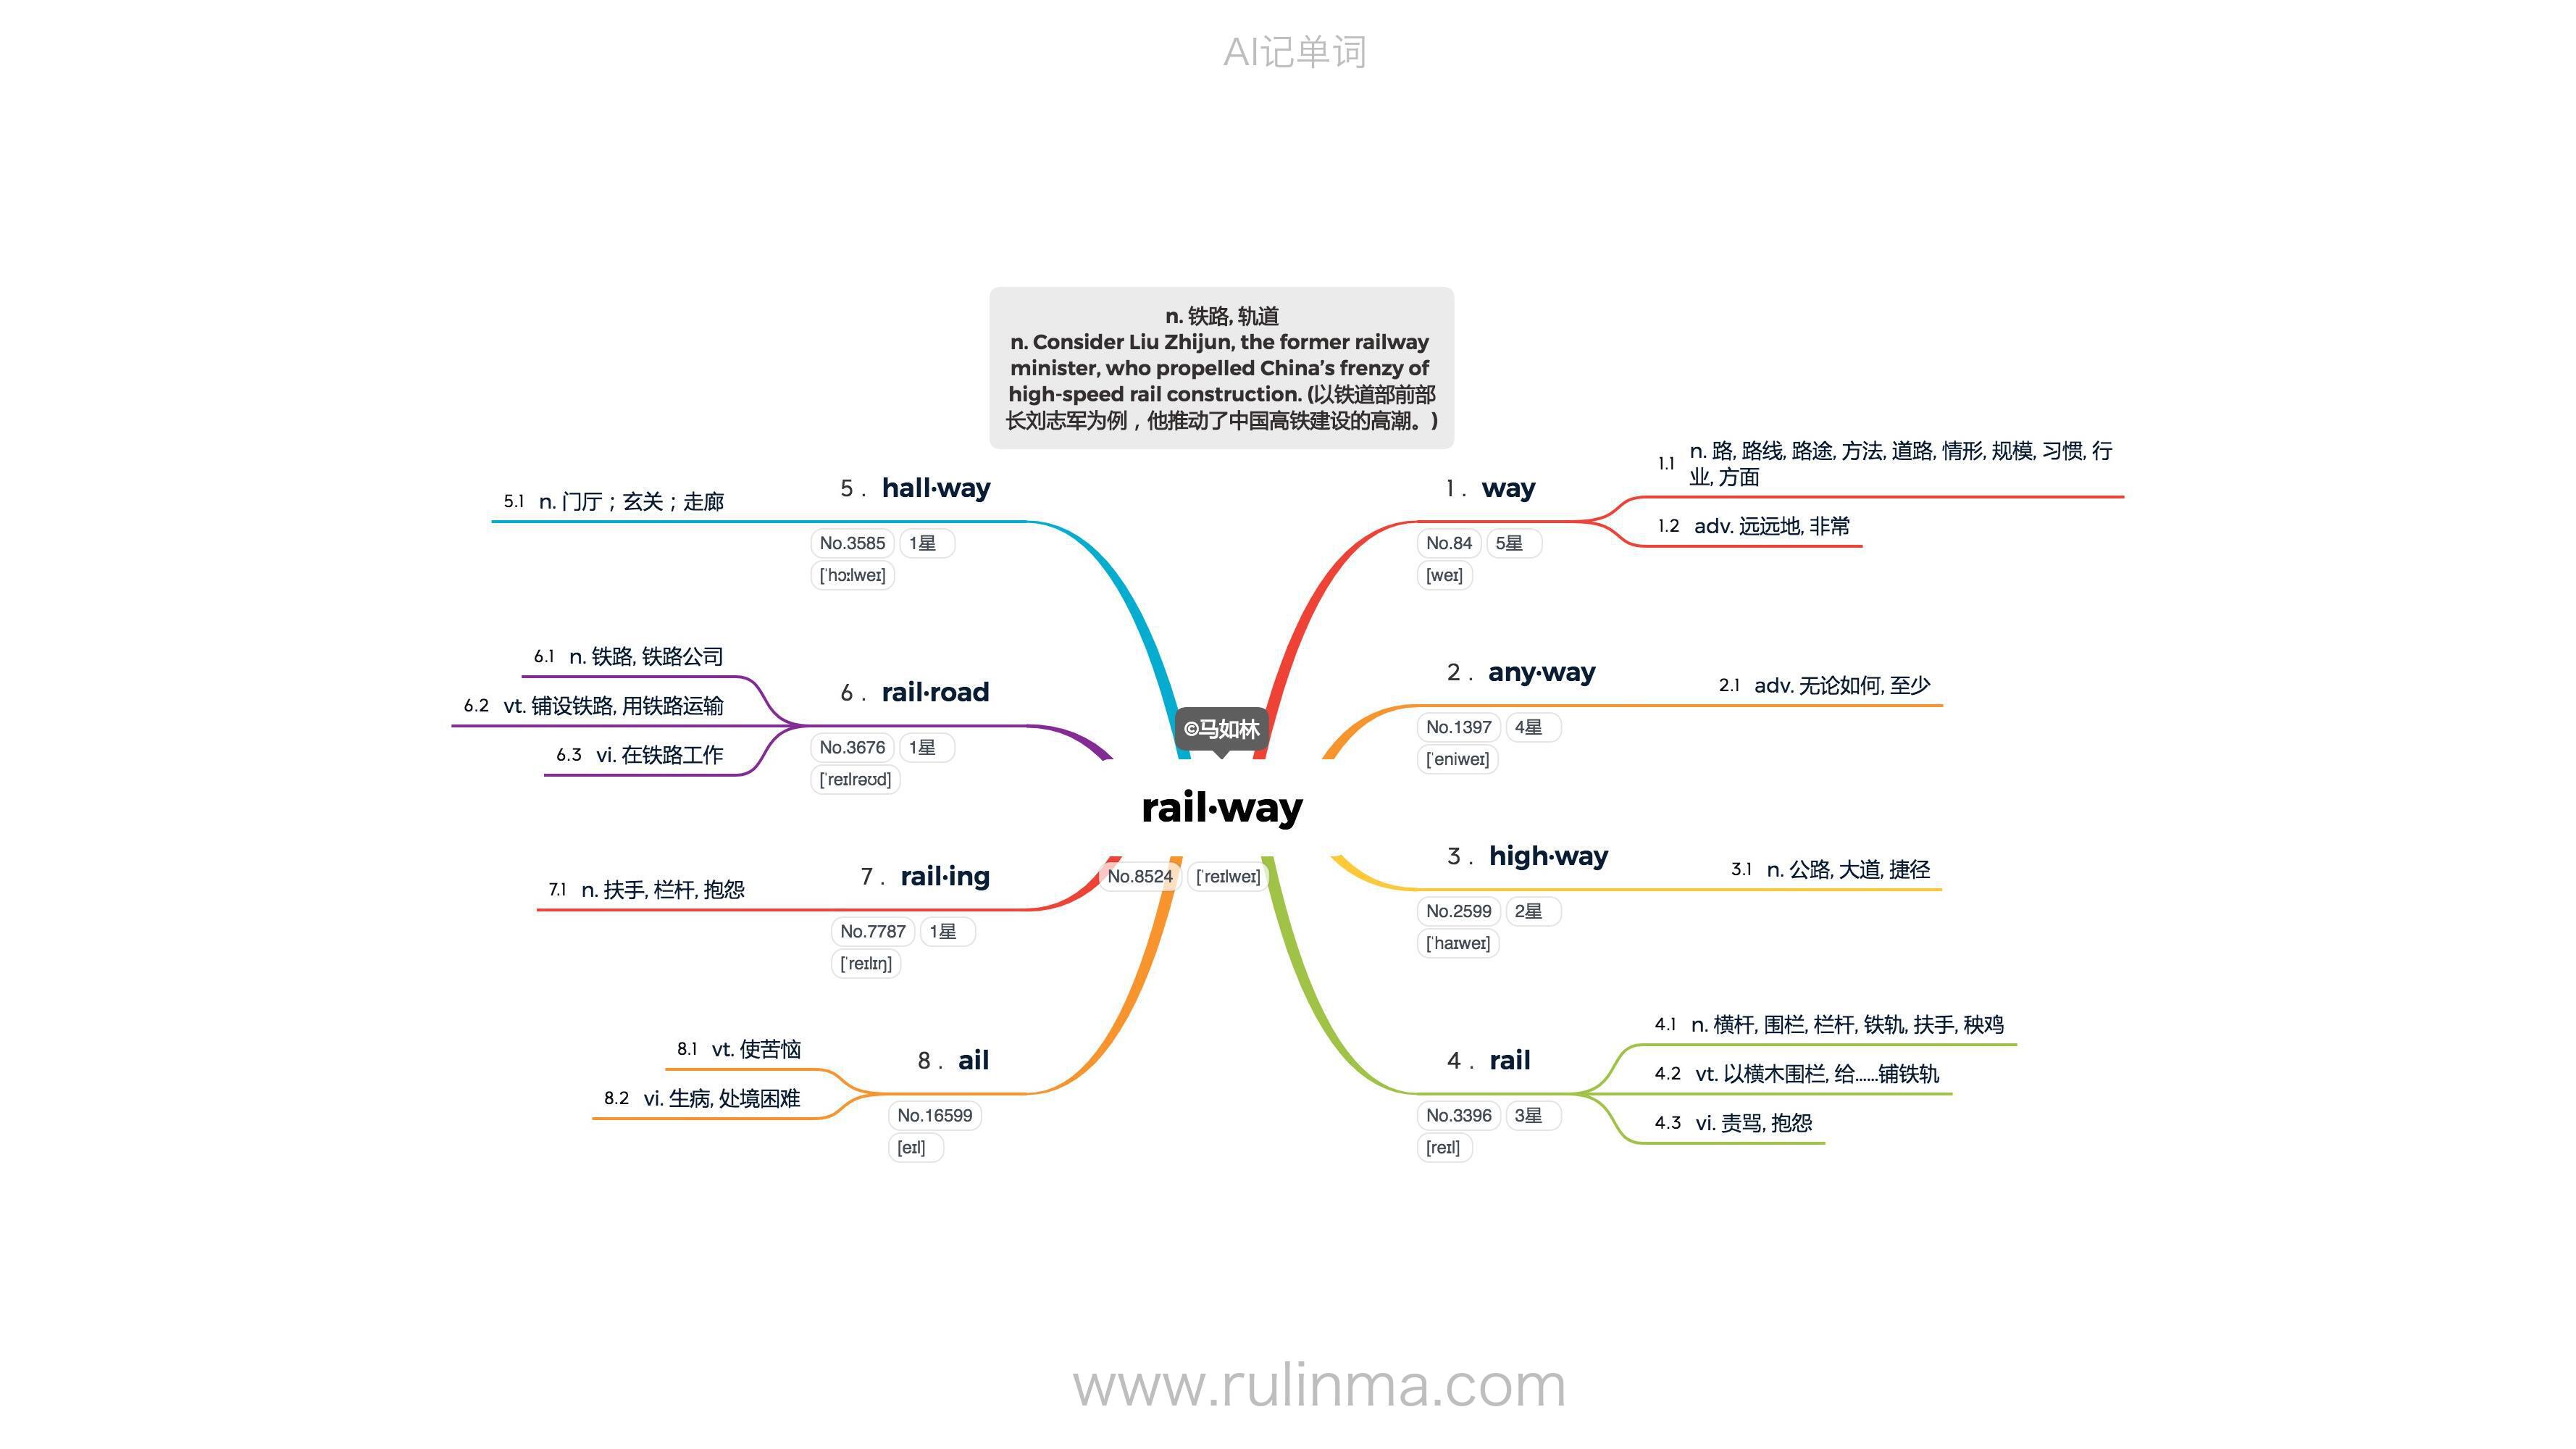 AI记单词
n. 铁路, 轨道
n. Consider Liu Zhijun, the former railway
minister, who propelled China’s frenzy of
high-speed rail construction. (以铁道部前部
长刘志军为例，他推动了中国高铁建设的高潮。)
©马如林
rail·way
No.8524 [ˈreɪlweɪ]
1 . way
No.84 5星
[weɪ]
1.1 n. 路, 路线, 路途, 方法, 道路, 情形, 规模, 习惯, 行
业, 方面
1.2 adv. 远远地, 非常
2 . any·way
No.1397 4星
[ˈeniweɪ]
2.1 adv. 无论如何, 至少
3 . high·way
No.2599 2星
[ˈhaɪweɪ]
3.1 n. 公路, 大道, 捷径
4 . rail
No.3396 3星
[reɪl]
4.1 n. 横杆, 围栏, 栏杆, 铁轨, 扶手, 秧鸡
4.2 vt. 以横木围栏, 给......铺铁轨
4.3 vi. 责骂, 抱怨
5 . hall·way
No.3585 1星
[ˈhɔːlweɪ]
5.1 n. 门厅；玄关；走廊
6 . rail·road
No.3676 1星
[ˈreɪlrəʊd]
6.1 n. 铁路, 铁路公司
6.2 vt. 铺设铁路, 用铁路运输
6.3 vi. 在铁路工作
7 . rail·ing
No.7787 1星
[ˈreɪlɪŋ]
7.1 n. 扶手, 栏杆, 抱怨
8 . ail
No.16599
[eɪl]
8.1 vt. 使苦恼
8.2 vi. 生病, 处境困难
www.rulinma.com